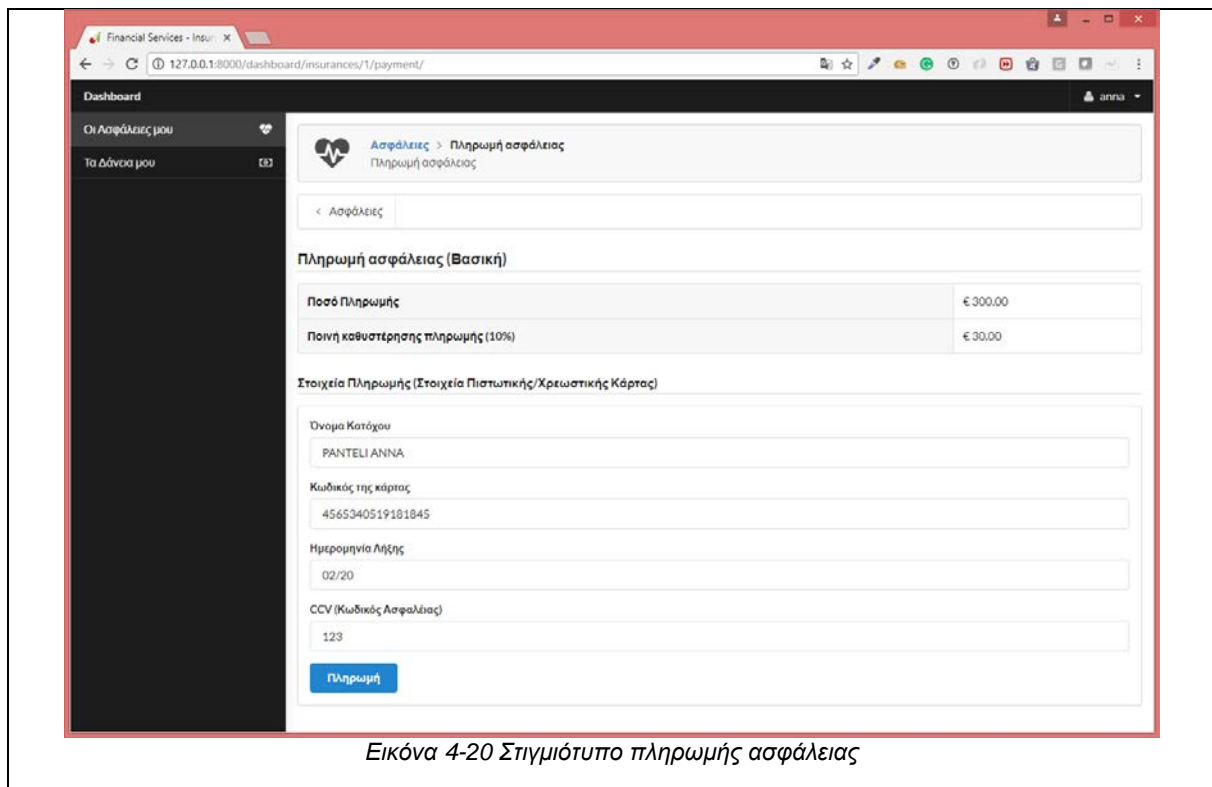 Financial Services - Insur
127.0.0.1:8000/dashboard/insurances/1/payment/
Dashboard
anna
Οι Ασφάλειες μου
Τα Δάνεια μου
Ασφάλειες > Πληρωμή ασφάλειας
Πληρωμή ασφάλειας
< Ασφάλειες
Πληρωμή ασφάλειας (Βασική)
Ποσό Πληρωμής € 300.00
Ποινή καθυστέρησης πληρωμής (10%) € 30.00
Στοιχεία Πληρωμής (Στοιχεία Πιστωτικής/Χρεωστικής Κάρτας)
Όνομα Κατόχου
PANTELI ANNA
Κωδικός της κάρτας
4565340519181845
Ημερομηνία Λήξης
02/20
CCV (Κωδικός Ασφαλέιας)
123
Πληρωμή
Εικόνα 4-20 Στιγμιότυπο πληρωμής ασφάλειας